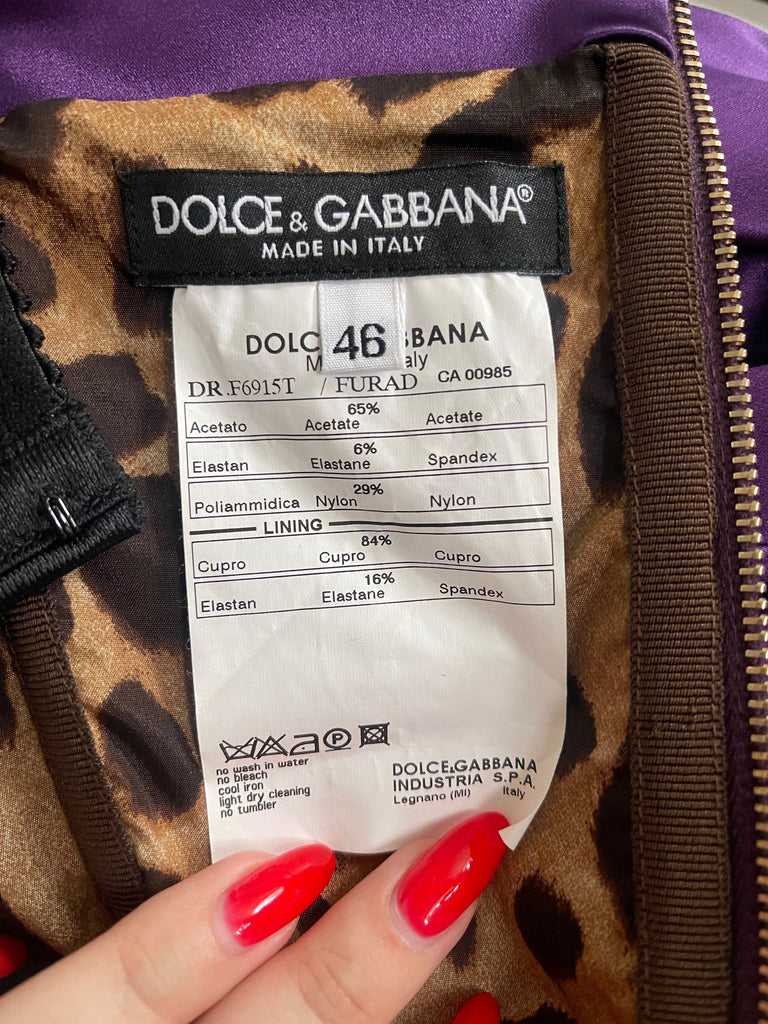 DOLCE & GABBANA®
MADE IN ITALY
46
DOLC BBANA
M aly
DR.F6915T / FURAD CA 00985
65%
Acetato Acetate Acetate
6%
Elastan Elastane Spandex
29%
Poliammidica Nylon Nylon
LINING
84%
Cupro Cupro Cupro
16%
Elastan Elastane Spandex
P
no wash in water
no bleach
cool iron
light dry cleaning
no tumbler
DOLCE&GABBANA
INDUSTRIA S.P.A.
Legnano (MI) Italy